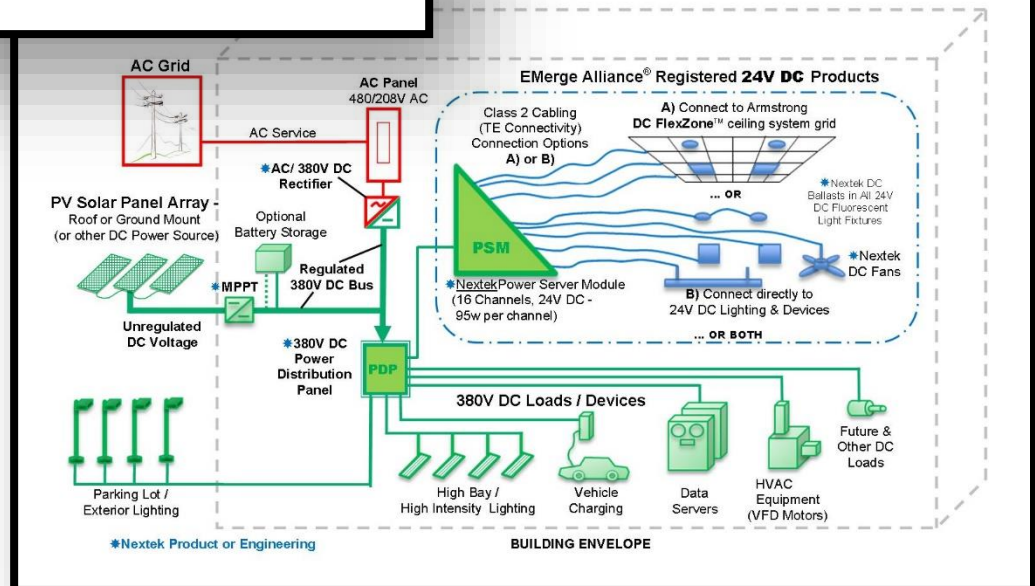 AC Grid
AC Panel
480/208V AC
AC Service
✷AC/ 380V DC
Rectifier
PV Solar Panel Array -
Roof or Ground Mount
(or other DC Power Source)
Optional
Battery Storage
✷MPPT
Regulated
380V DC Bus
Unregulated
DC Voltage
EMerge Alliance® Registered 24V DC Products
Class 2 Cabling
(TE Connectivity)
Connection Options
A) or B)
A) Connect to Armstrong
DC FlexZone™ ceiling system grid
... OR
✷Nextek DC
Ballasts in All 24V
DC Fluorescent
Light Fixtures
PSM
✷Nextek
DC Fans
✷NextekPower Server Module
(16 Channels, 24V DC -
95w per channel)
B) Connect directly to
24V DC Lighting & Devices
... OR BOTH
✷380V DC
Power
Distribution
Panel
PDP
380V DC Loads / Devices
Parking Lot /
Exterior Lighting
High Bay /
High Intensity Lighting
Vehicle
Charging
Data
Servers
HVAC
Equipment
(VFD Motors)
Future &
Other DC
Loads
✷Nextek Product or Engineering
BUILDING ENVELOPE